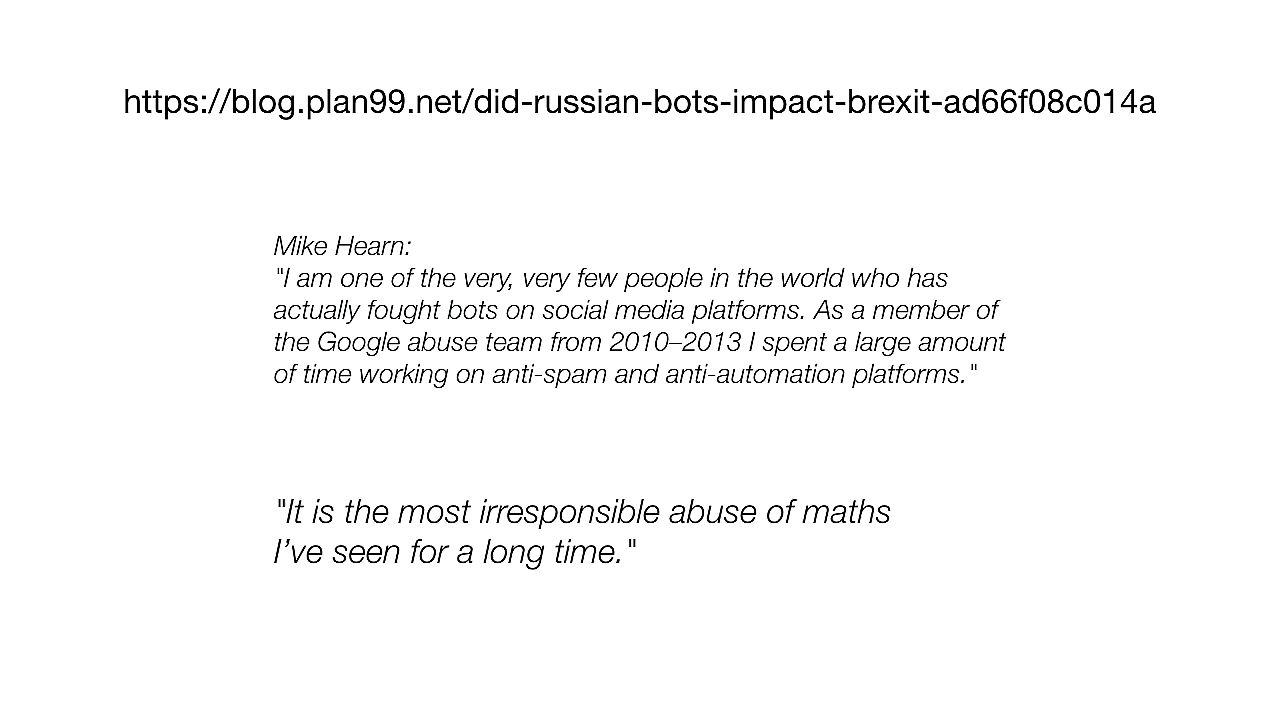 https://blog.plan99.net/did-russian-bots-impact-brexit-ad66f08c014a
Mike Hearn:
"I am one of the very, very few people in the world who has
actually fought bots on social media platforms. As a member of
the Google abuse team from 2010–2013 I spent a large amount
of time working on anti-spam and anti-automation platforms."
"It is the most irresponsible abuse of maths
I’ve seen for a long time."